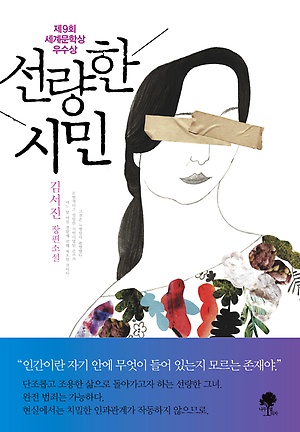 제9회
세계문학상
우수상
선량한
시민
김서진 장편소설
“인간이란 자기 안에 무엇이 들어 있는지 모르는 존재야.”
단조롭고 조용한 삶으로 돌아가고자 하는 선량한 그녀,
완전 범죄는 가능하다.
현실에서는 치밀한 인과관계가 작동하지 않으므로.